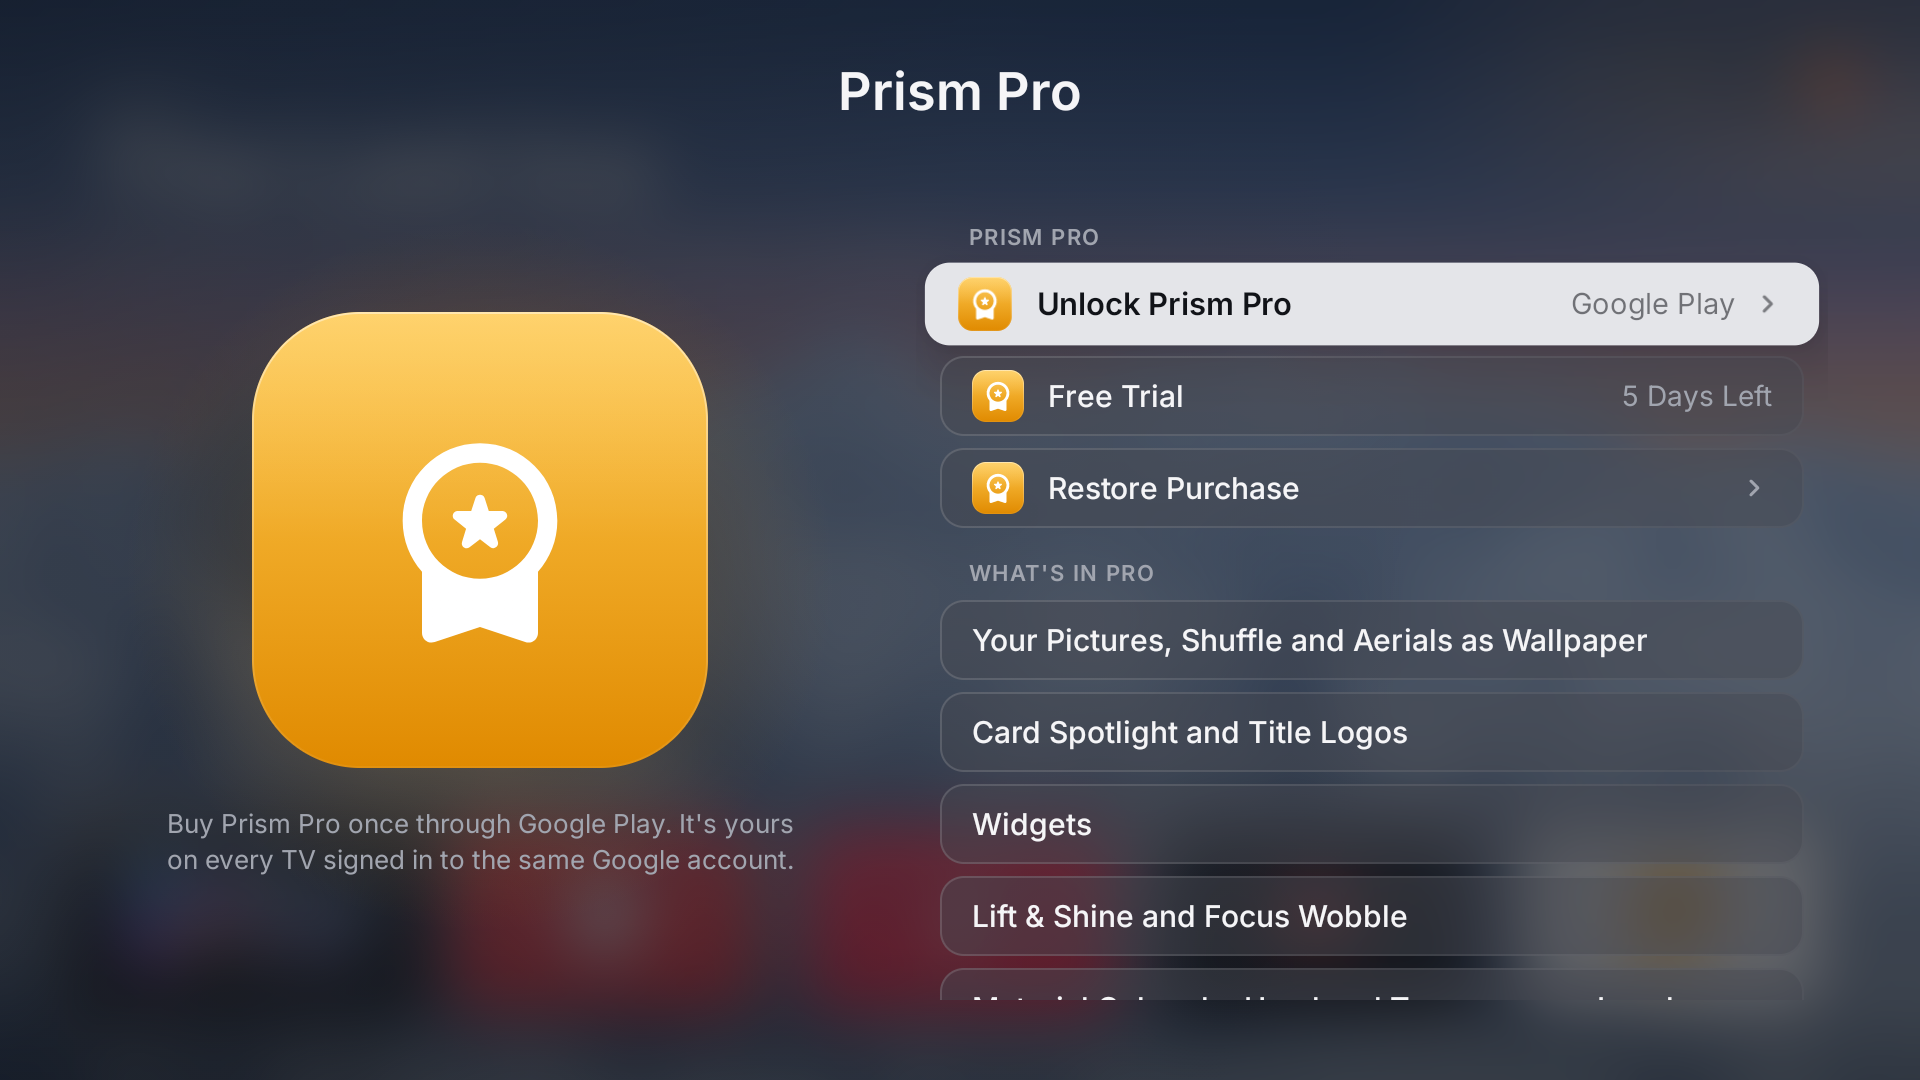 Prism Pro
PRISM PRO
Unlock Prism Pro
Google Play
Free Trial
5 Days Left
Restore Purchase
WHAT'S IN PRO
Your Pictures, Shuffle and Aerials as Wallpaper
Card Spotlight and Title Logos
Widgets
Lift & Shine and Focus Wobble
Buy Prism Pro once through Google Play. It's yours
on every TV signed in to the same Google account.